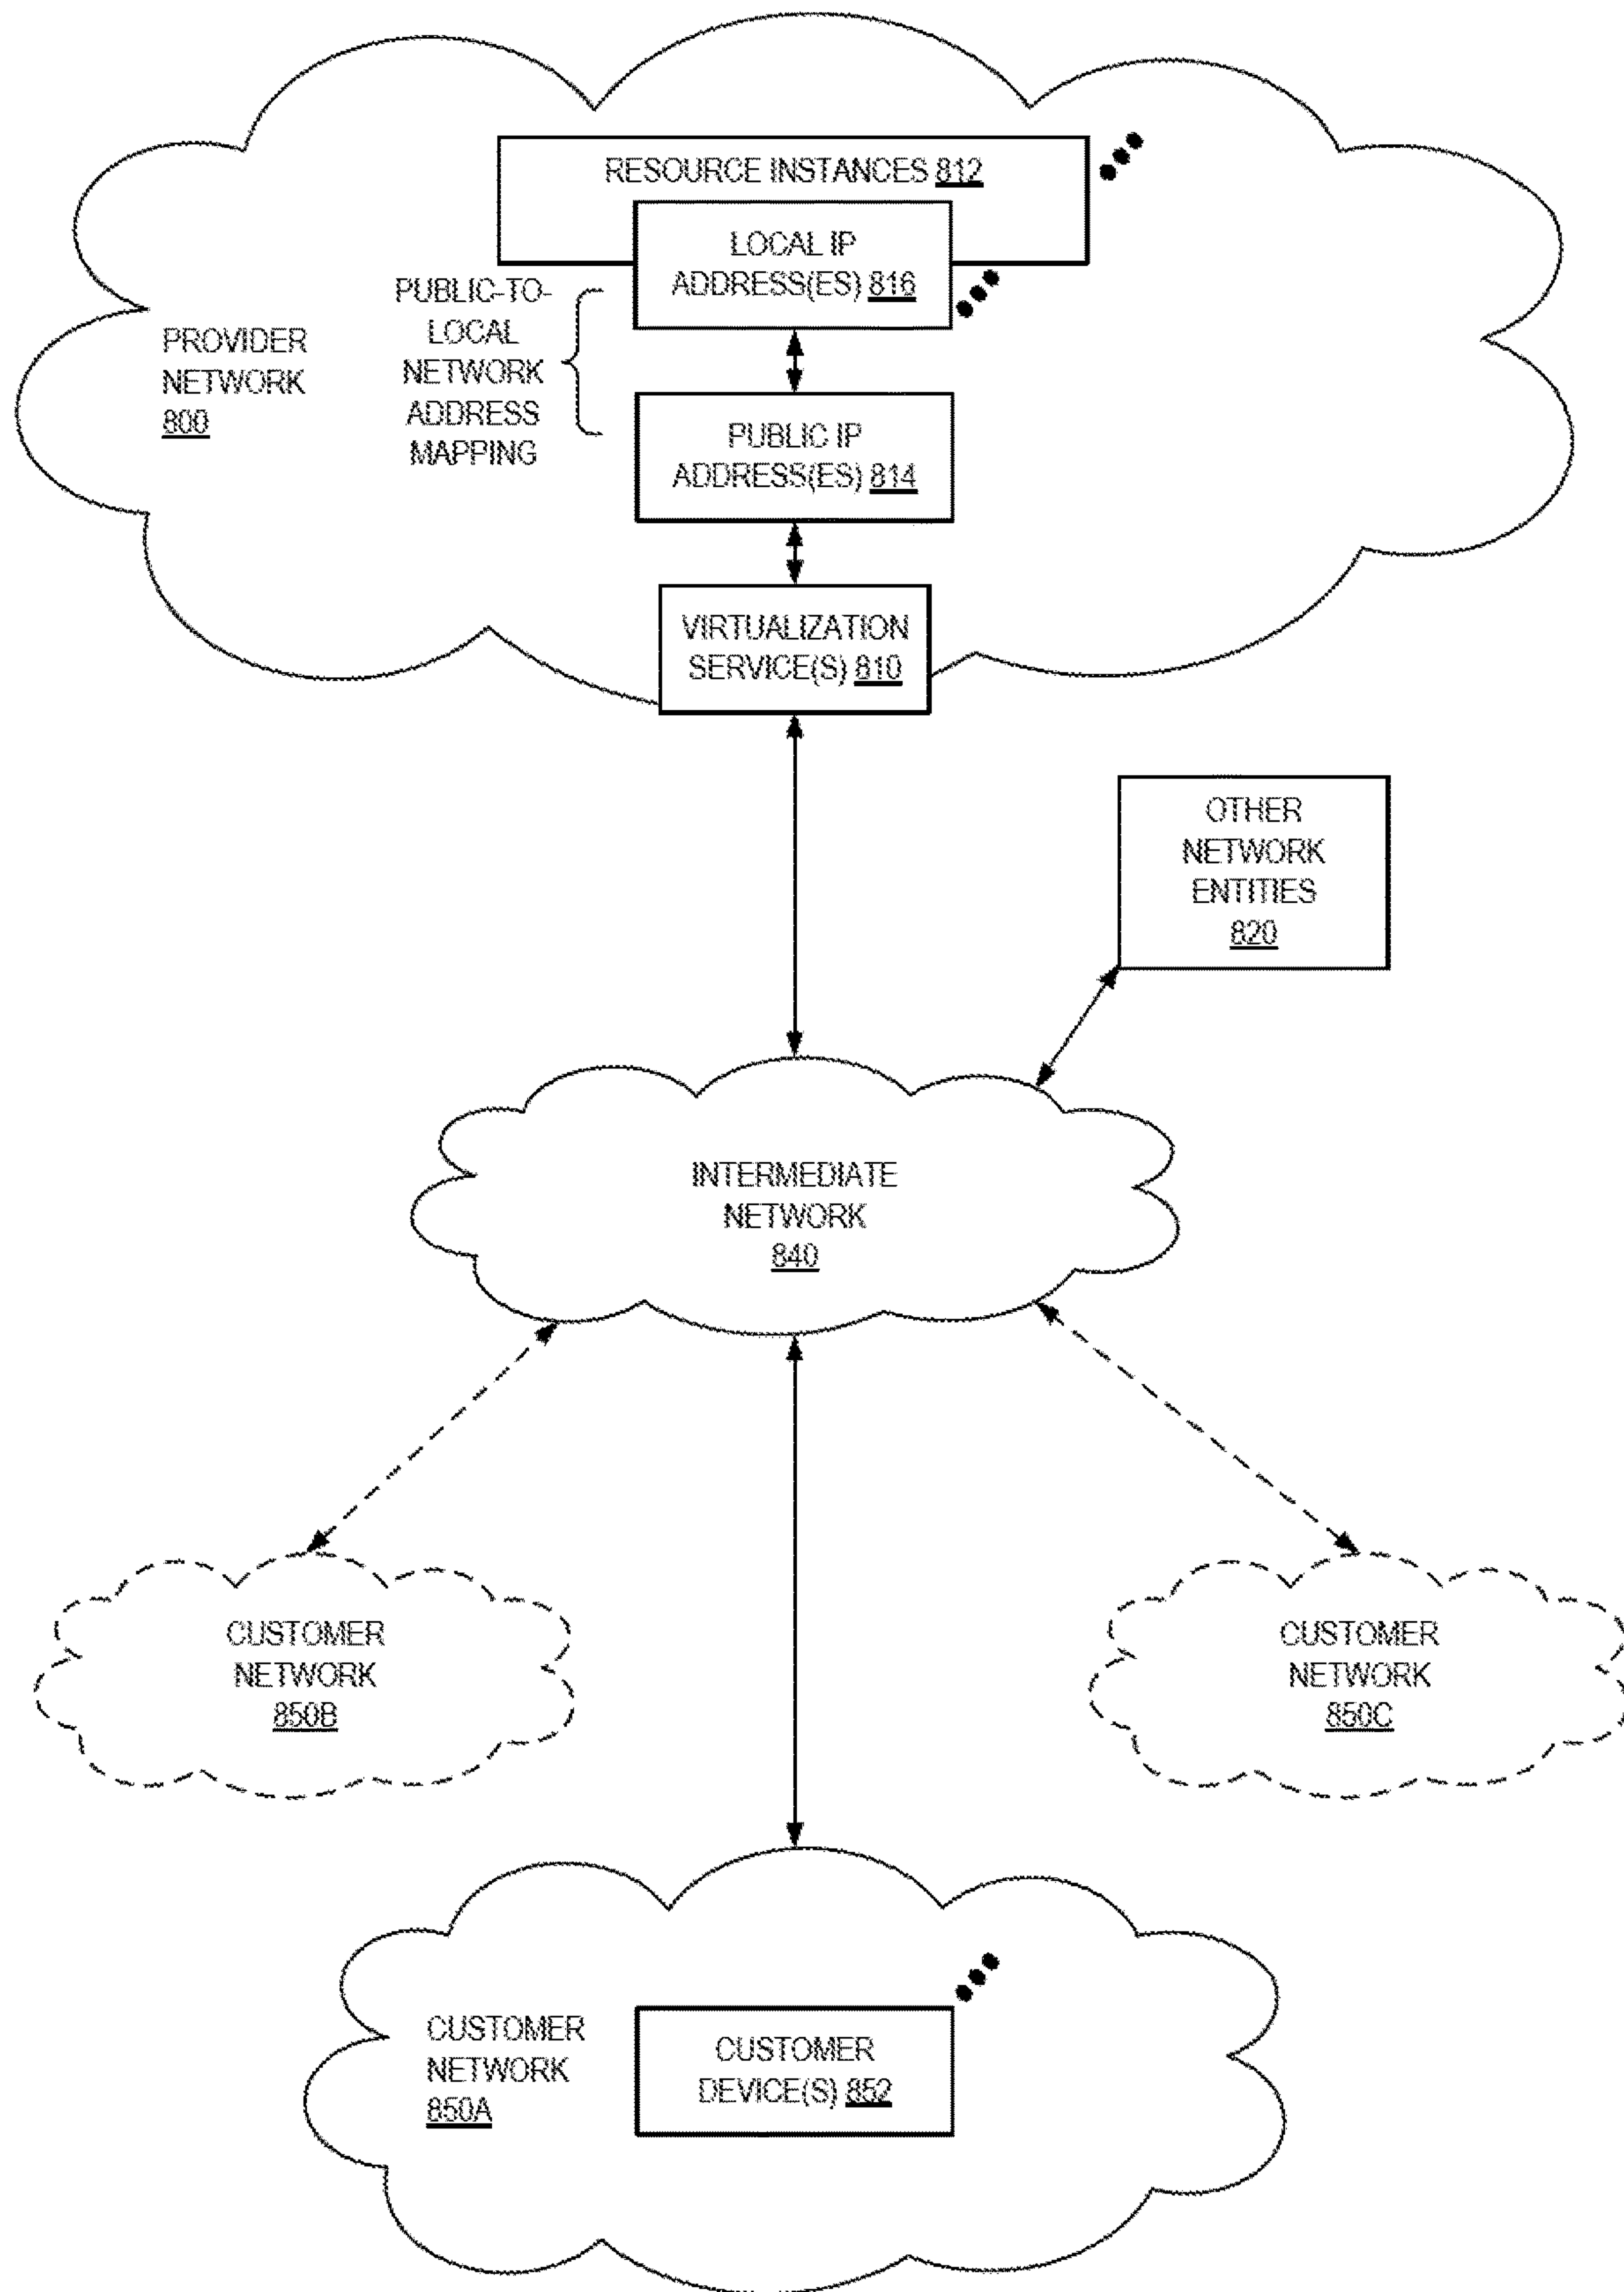 RESOURCE INSTANCES 812
LOCAL IP
ADDRESS(ES) 816
PUBLIC-TO-
LOCAL
NETWORK
ADDRESS
MAPPING
PROVIDER
NETWORK
800
PUBLIC IP
ADDRESS(ES) 814
VIRTUALIZATION
SERVICE(S) 810
OTHER
NETWORK
ENTITIES
820
INTERMEDIATE
NETWORK
840
CUSTOMER
NETWORK
850B
CUSTOMER
NETWORK
850C
CUSTOMER
NETWORK
850A
CUSTOMER
DEVICE(S) 852